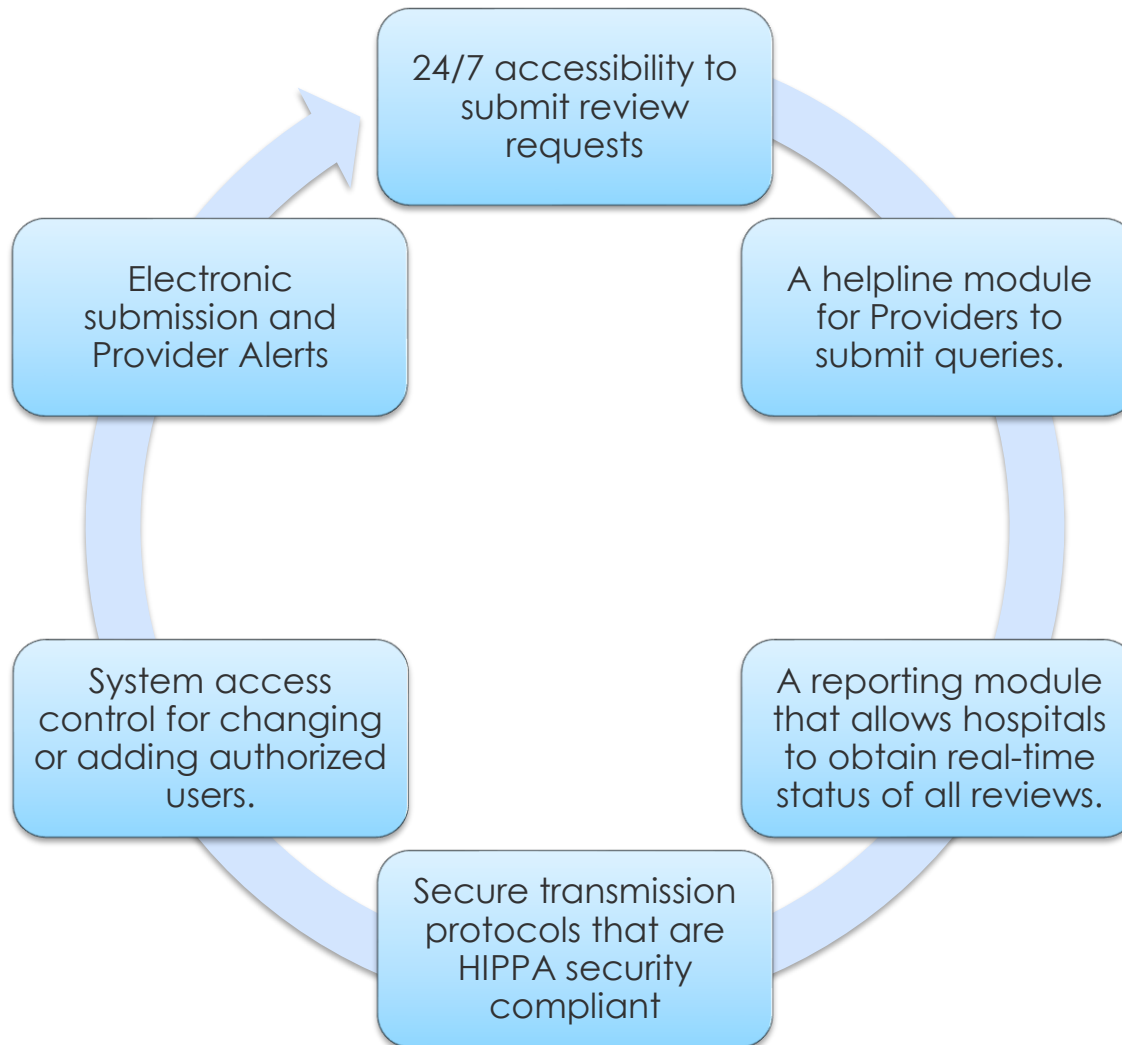 24/7 accessibility to
submit review
requests
A helpline module
for Providers to
submit queries.
A reporting module
that allows hospitals
to obtain real-time
status of all reviews.
Secure transmission
protocols that are
HIPPA security
compliant
System access
control for changing
or adding authorized
users.
Electronic
submission and
Provider Alerts